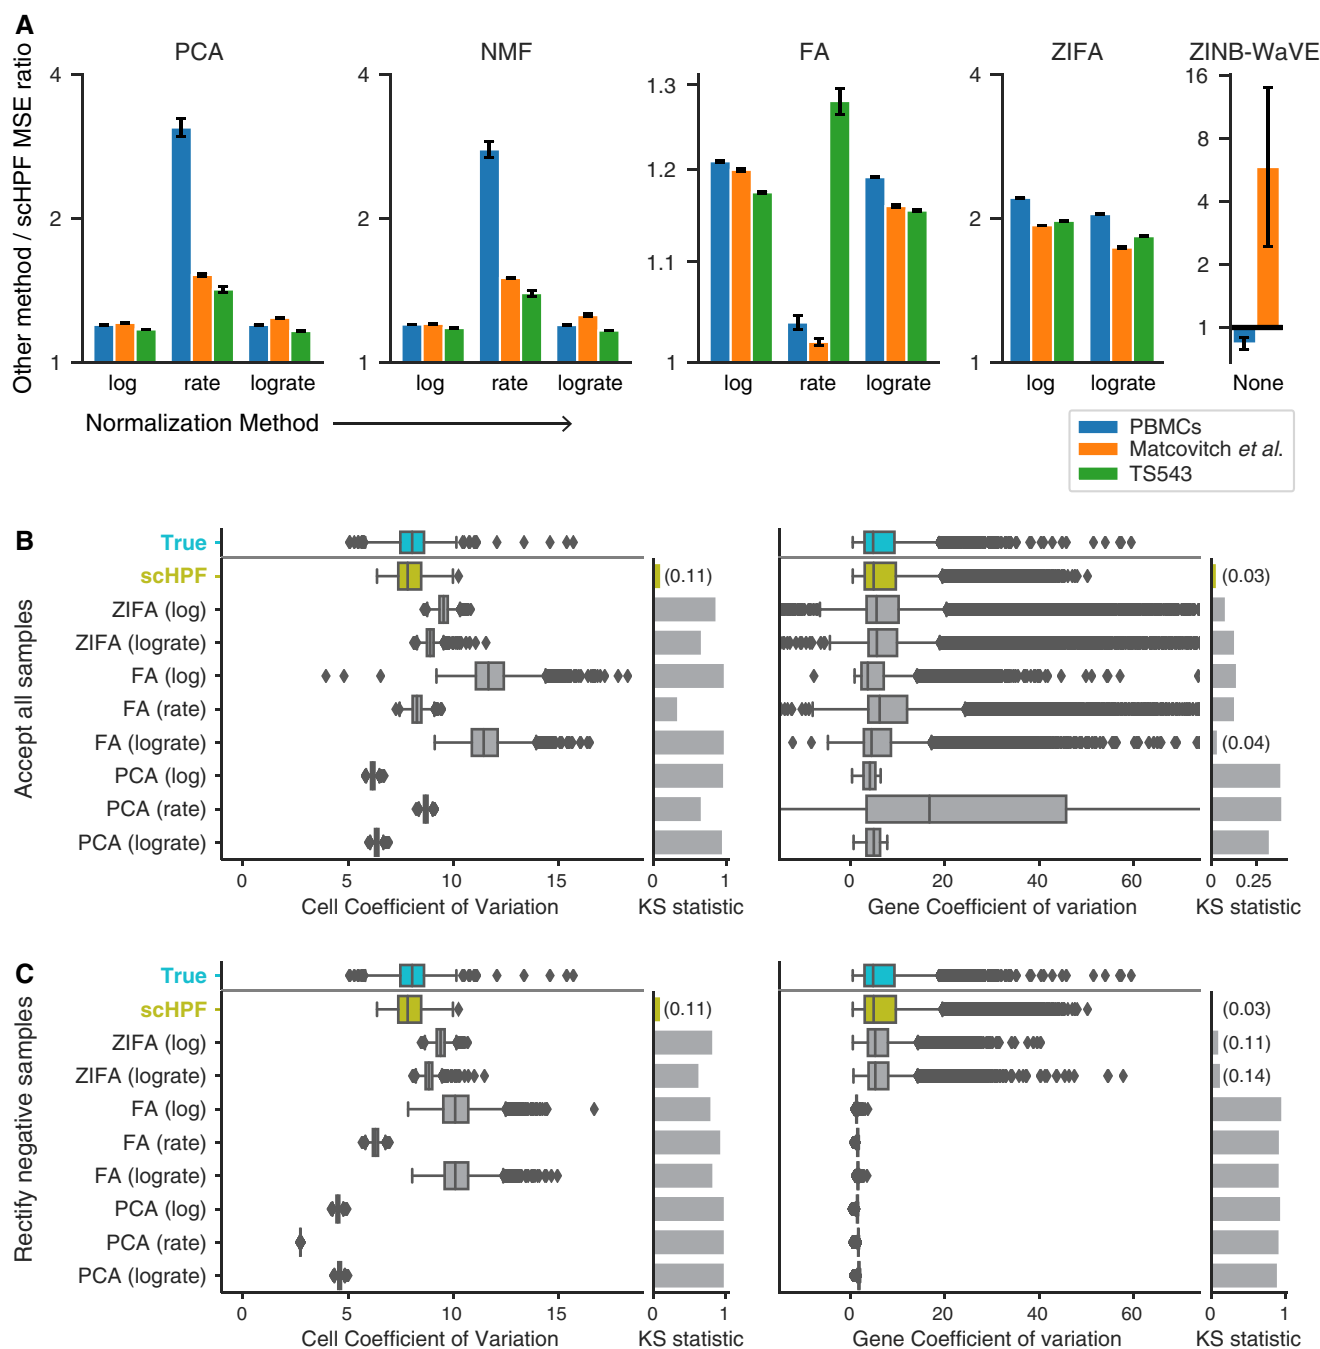 A
PCA
NMF
FA
ZIFA
ZINB-WaVE
Other method / scHPF MSE ratio
4
2
1
4
2
1
1.3
1.2
1.1
1
4
2
1
16
8
4
2
1
log rate lograte
log rate lograte
log rate lograte
log lograte
None
Normalization Method
PBMCs
Matcovitch et al.
TS543
B
Accept all samples
True
scHPF (0.11) (0.03)
ZIFA (log)
ZIFA (lograte)
FA (log)
FA (rate)
FA (lograte) (0.04)
PCA (log)
PCA (rate)
PCA (lograte)
0 5 10 15 0 1 0 20 40 60 0 0.25
Cell Coefficient of Variation KS statistic Gene Coefficient of variation KS statistic
C
Rectify negative samples
True
scHPF (0.11) (0.03)
ZIFA (log) (0.11)
ZIFA (lograte) (0.14)
FA (log)
FA (rate)
FA (lograte)
PCA (log)
PCA (rate)
PCA (lograte)
0 5 10 15 0 1 0 20 40 60 0 1
Cell Coefficient of Variation KS statistic Gene Coefficient of variation KS statistic